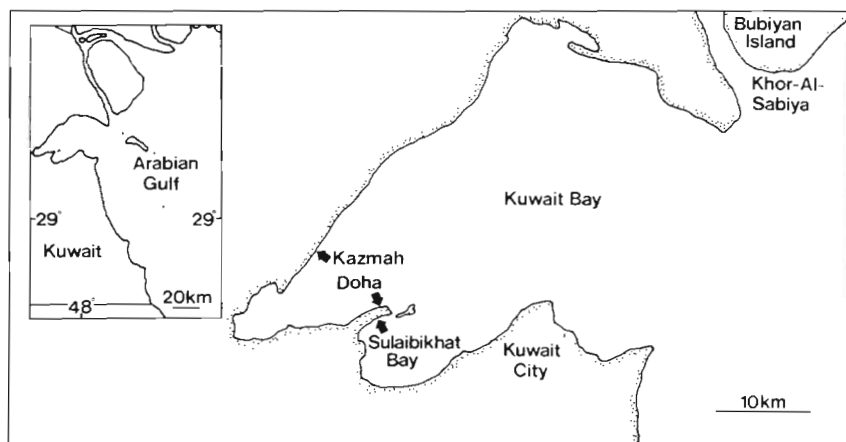 Arabian
Gulf
29°
29°
Kuwait
48°
20km
Bubiyan
Island
Khor-Al-
Sabiya
Kuwait Bay
Kazmah
Doha
Sulaibikhat
Bay
Kuwait
City
10km